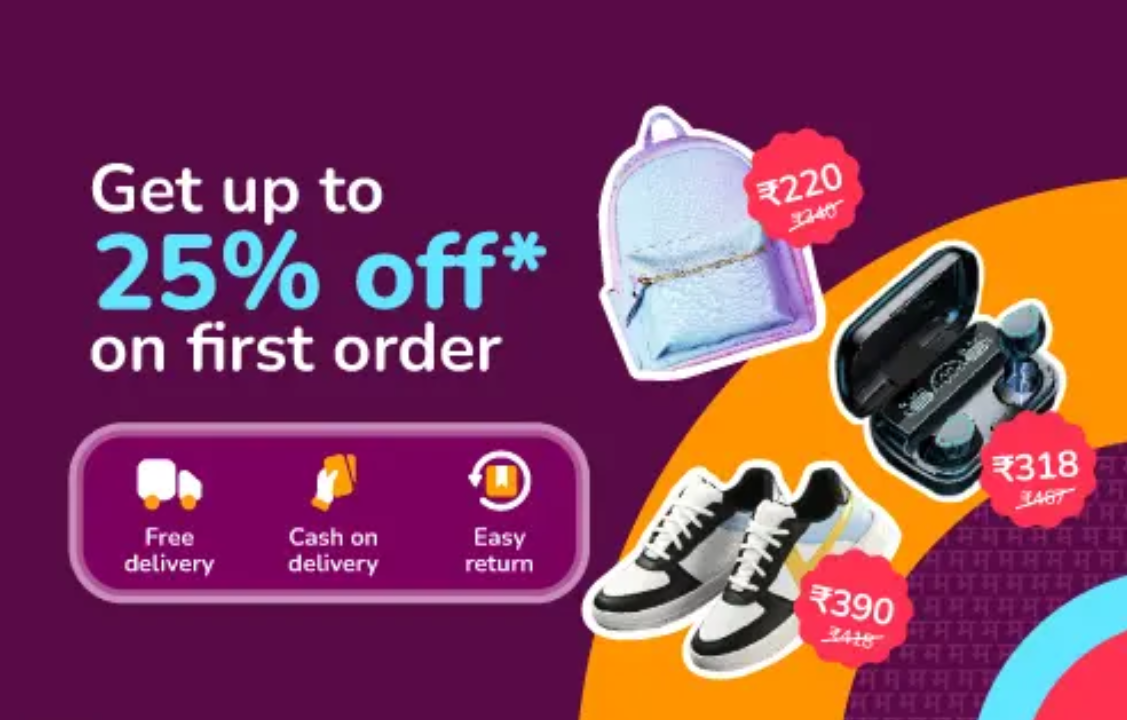 Get up to
25% off*
on first order
Free
delivery
Cash on
delivery
Easy
return
₹220
₹240
₹318
₹467
₹390
₹418